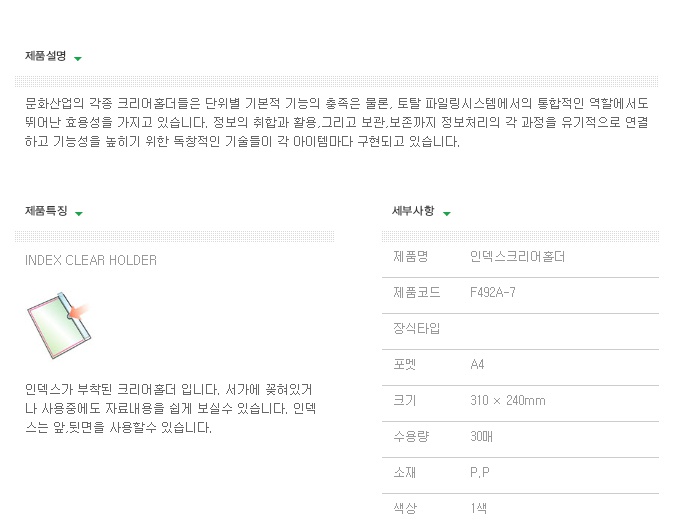 제품설명
문화산업의 각종 크리어홀더들은 단위별 기본적 기능의 충족은 물론, 토탈 파일링시스템에서의 통합적인 역할에서도
뛰어난 효용성을 가지고 있습니다. 정보의 취합과 활용,그리고 보관,보존까지 정보처리의 각 과정을 유기적으로 연결
하고 기능성을 높히기 위한 독창적인 기술들이 각 아이템마다 구현되고 있습니다.
제품특징
INDEX CLEAR HOLDER
인덱스가 부착된 크리어홀더 입니다. 서가에 꽂혀있거
나 사용중에도 자료내용을 쉽게 보실수 있습니다. 인덱
스는 앞,뒷면을 사용할수 있습니다.
세부사항
제품명 인덱스크리어홀더
제품코드 F492A-7
장식타입
포멧 A4
크기 310 × 240mm
수용량 30매
소재 P.P
색상 1색